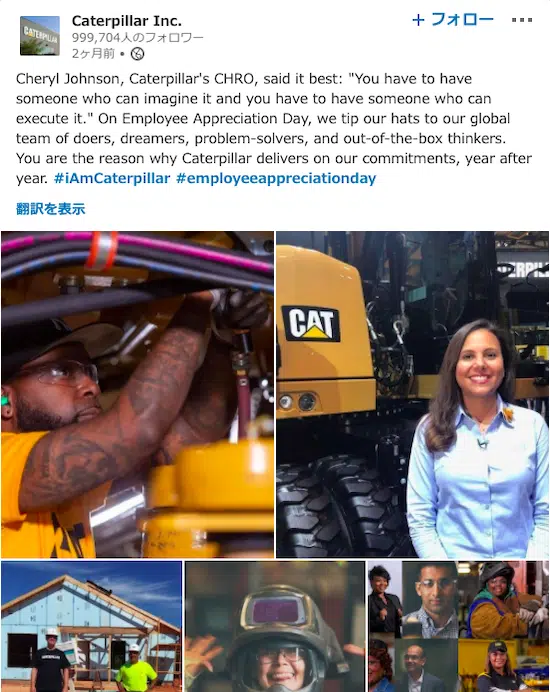 Caterpillar Inc.
+ フォロー
999,704人のフォロワー
2ヶ月前 •
Cheryl Johnson, Caterpillar's CHRO, said it best: "You have to have
someone who can imagine it and you have to have someone who can
execute it." On Employee Appreciation Day, we tip our hats to our global
team of doers, dreamers, problem-solvers, and out-of-the-box thinkers.
You are the reason why Caterpillar delivers on our commitments, year after
year. #iAmCaterpillar #employeeappreciationday
翻訳を表示
CAT